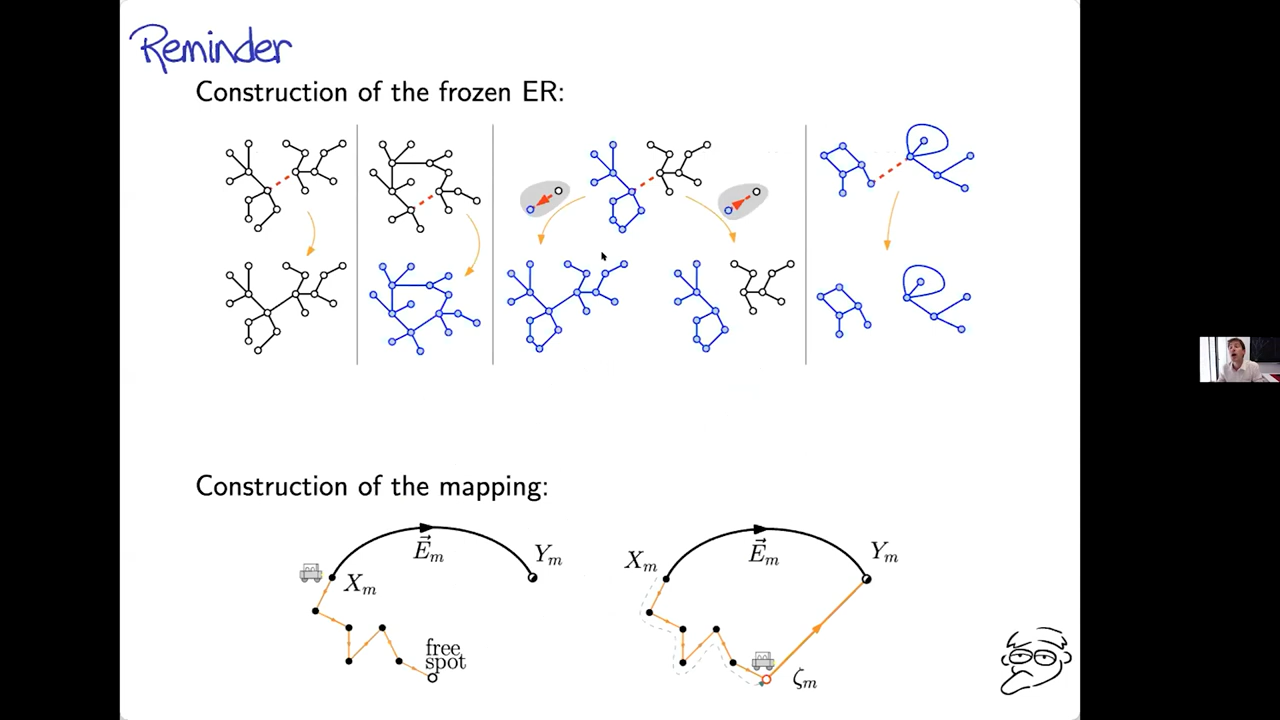 Reminder
Construction of the frozen ER:
Construction of the mapping:
$\vec{E}_m$
$Y_m$
$X_m$
free
spot
$X_m$
$\vec{E}_m$
$Y_m$
$\zeta_m$